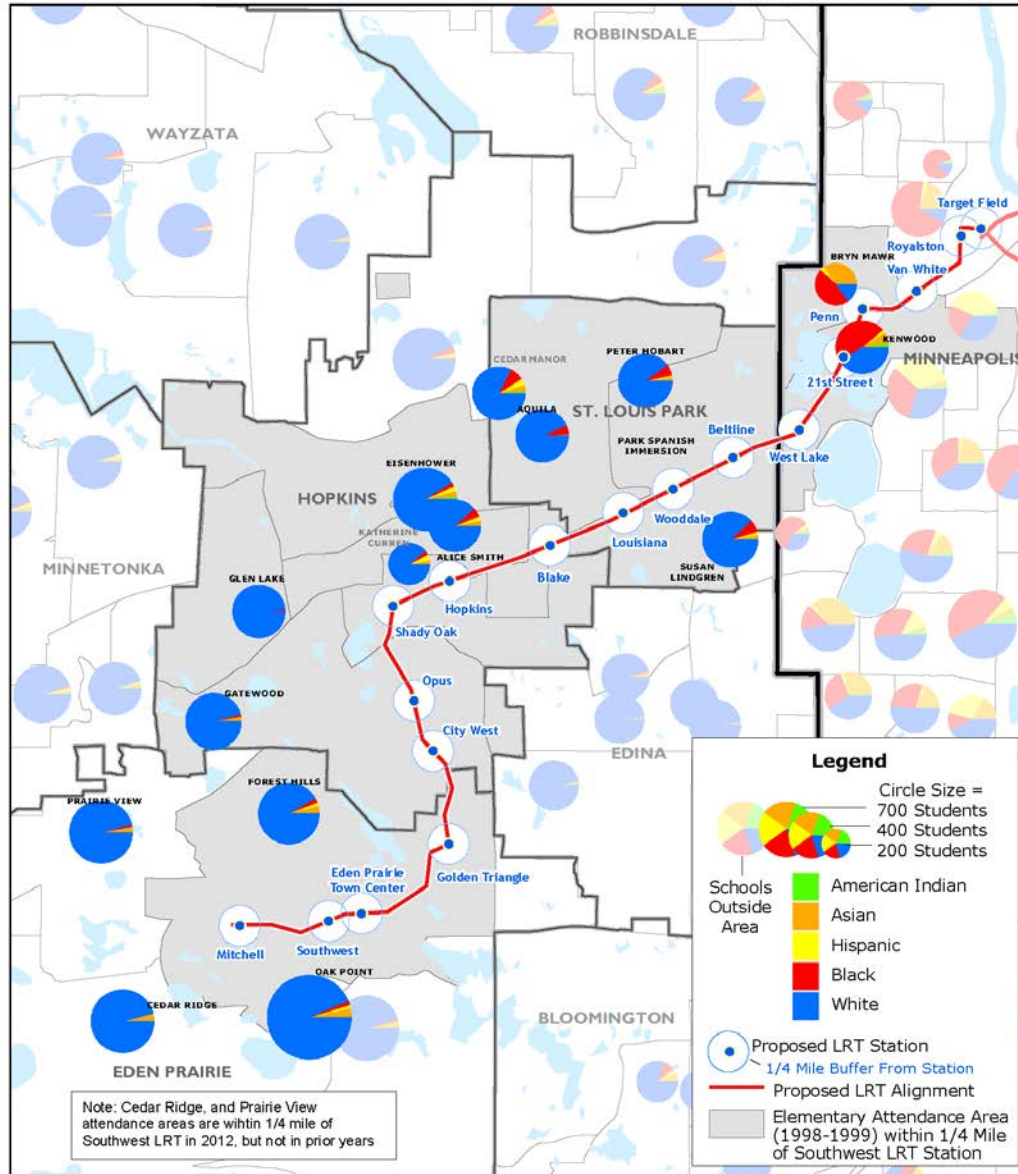 ROBBINSDALE
WAYZATA
Target Field
Royalston
BRYN MAWR
Van White
Penn
KENWOOD
MINNEAPOLIS
21st Street
CEDAR MANOR
PETER HOBART
AQUILA
ST. LOUIS PARK
Beltline
PARK SPANISH
IMMERSION
West Lake
EISENHOWER
HOPKINS
Wooddale
KATHERINE
CURREN
Louisiana
MINNETONKA
ALICE SMITH
GLEN LAKE
Blake
SUSAN
LINDGREN
Hopkins
Shady Oak
Opus
GATEWOOD
City West
EDINA
FOREST HILLS
PRAIRIE VIEW
Golden Triangle
Eden Prairie
Town Center
Mitchell
Southwest
OAK POINT
CEDAR RIDGE
BLOOMINGTON
EDEN PRAIRIE
Note: Cedar Ridge, and Prairie View
attendance areas are wihtin 1/4 mile of
Southwest LRT in 2012, but not in prior years
Legend
Circle Size =
700 Students
400 Students
200 Students
Schools
Outside
Area
American Indian
Asian
Hispanic
Black
White
Proposed LRT Station
1/4 Mile Buffer From Station
Proposed LRT Alignment
Elementary Attendance Area
(1998-1999) within 1/4 Mile
of Southwest LRT Station